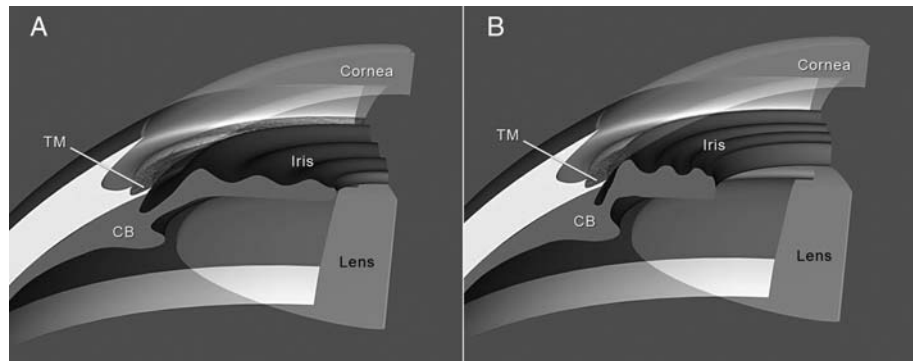 A
Cornea
TM
Iris
CB
Lens
B
Cornea
TM
Iris
CB
Lens